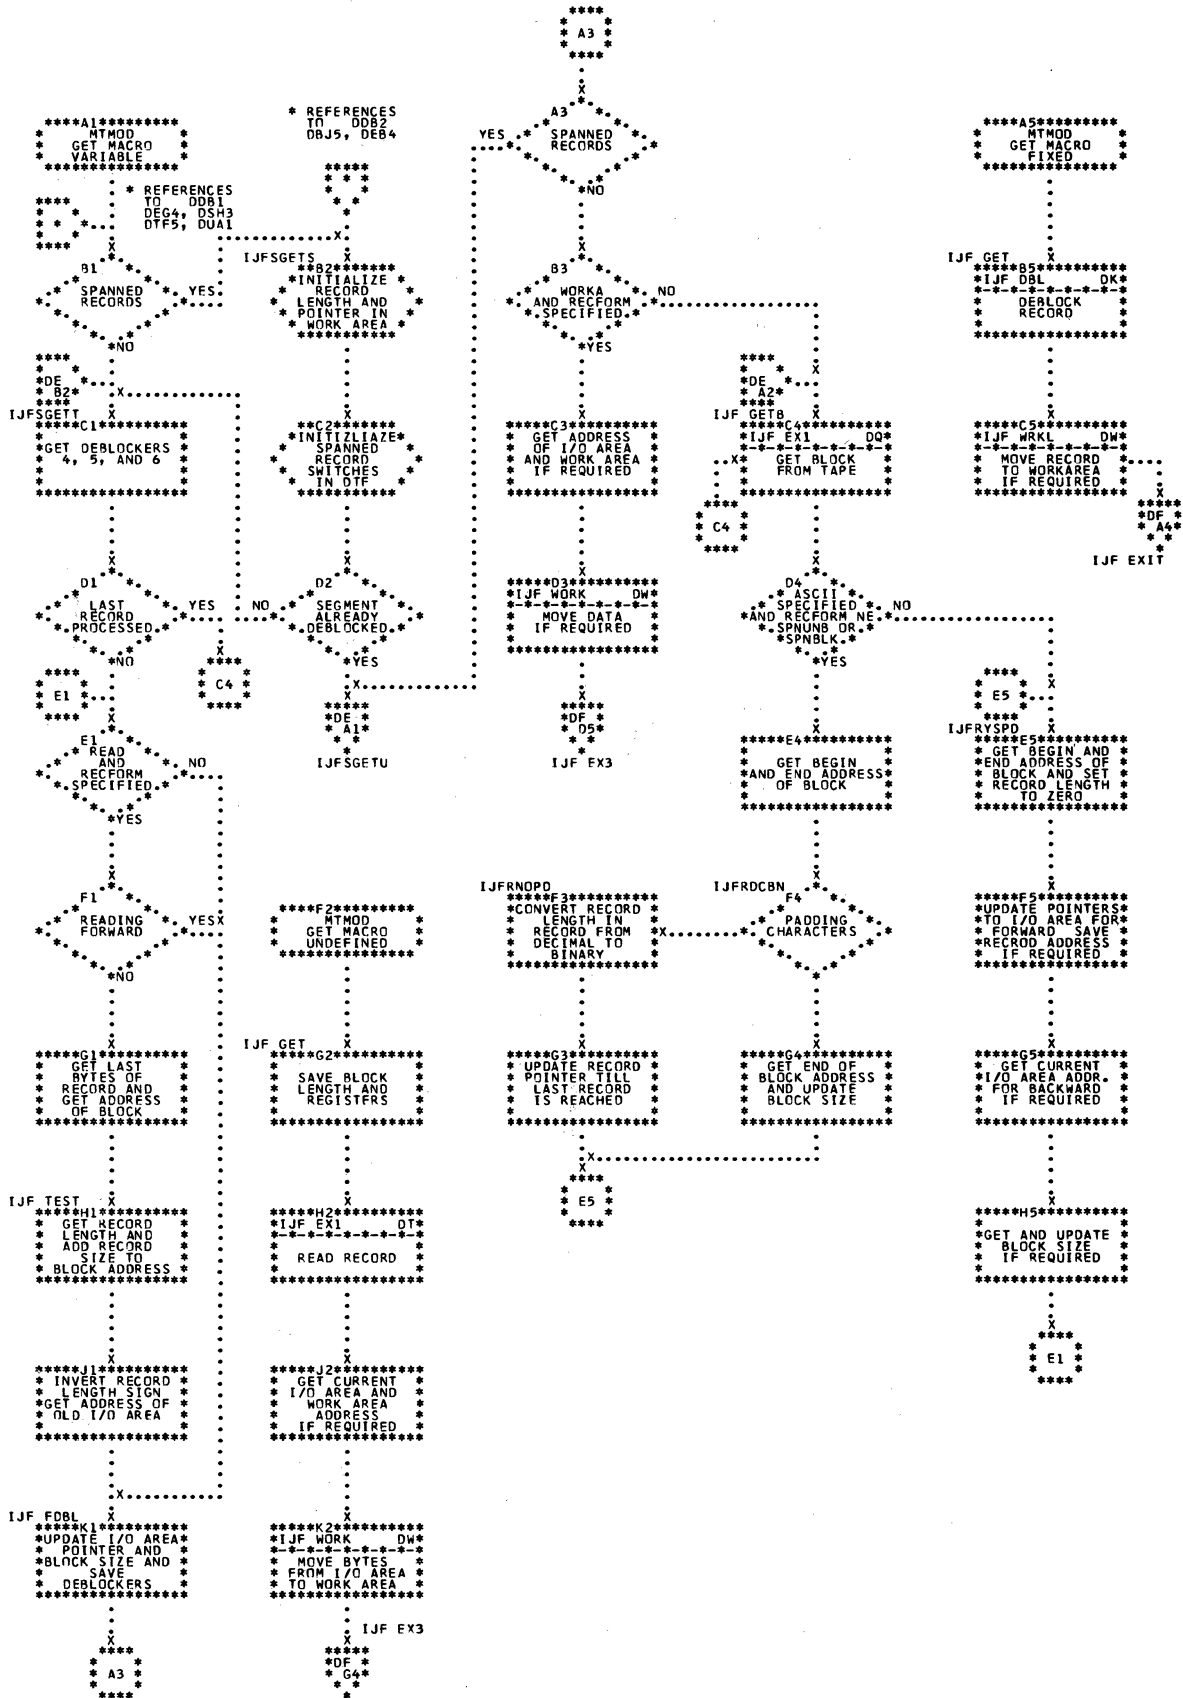 A3
* REFERENCES
TO DDB2
DBJ5, DEB4
A1
MTMOD
GET MACRO
VARIABLE
* REFERENCES
TO DDB1
DEG4, DSH3
DTF5, DUA1
B1
SPANNED
RECORDS
YES
NO
DE
B2
IJFSGETT
C1
GET DEBLOCKERS
4, 5, AND 6
D1
LAST
RECORD
PROCESSED
YES
NO
C4
E1
E1
READ
AND
RECFORM
SPECIFIED
NO
YES
F1
READING
FORWARD
YES
NO
G1
GET LAST
BYTES OF
RECORD AND
GET ADDRESS
OF BLOCK
IJF TEST
H1
GET RECORD
LENGTH AND
ADD RECORD
SIZE TO
BLOCK ADDRESS
J1
INVERT RECORD
LENGTH SIGN
GET ADDRESS OF
OLD I/O AREA
IJF FDBL
K1
UPDATE I/O AREA
POINTER AND
BLOCK SIZE AND
SAVE
DEBLOCKERS
A3
IJFSGETS
B2
INITIALIZE
RECORD
LENGTH AND
POINTER IN
WORK AREA
C2
INITIZLIAZE
SPANNED
RECORD
SWITCHES
IN DTF
D2
SEGMENT
ALREADY
DEBLOCKED
NO
YES
DE
A1
IJFSGETU
F2
MTMOD
GET MACRO
UNDEFINED
IJF GET
G2
SAVE BLOCK
LENGTH AND
REGISTFRS
H2
IJF EX1 DT
READ RECORD
J2
GET CURRENT
I/O AREA AND
WORK AREA
ADDRESS
IF REQUIRED
K2
IJF WORK DW
MOVE BYTES
FROM I/O AREA
TO WORK AREA
IJF EX3
DF
G4
A3
SPANNED
RECORDS
YES
NO
B3
WORKA
AND RECFORM
SPECIFIED
NO
YES
C3
GET ADDRESS
OF I/O AREA
AND WORK AREA
IF REQUIRED
D3
IJF WORK DW
MOVE DATA
IF REQUIRED
DF
D5
IJF EX3
IJFRNOPD
F3
CONVERT RECORD
LENGTH IN
RECORD FROM
DECIMAL TO
BINARY
G3
UPDATE RECORD
POINTER TILL
LAST RECORD
IS REACHED
E5
DE
A2
IJF GETB
C4
IJF EX1 DQ
GET BLOCK
FROM TAPE
C4
D4
ASCII
SPECIFIED
AND RECFORM NE
SPNUNB OR
SPNBLK
NO
YES
E4
GET BEGIN
AND END ADDRESS
OF BLOCK
IJFRDCBN
F4
PADDING
CHARACTERS
G4
GET END OF
BLOCK ADDRESS
AND UPDATE
BLOCK SIZE
A5
MTMOD
GET MACRO
FIXED
IJF GET
B5
IJF DBL DK
DEBLOCK
RECORD
C5
IJF WRKL DW
MOVE RECORD
TO WORKAREA
IF REQUIRED
DF
A4
IJF EXIT
E5
IJFRYSPD
E5
GET BEGIN AND
END ADDRESS OF
BLOCK AND SET
RECORD LENGTH
TO ZERO
F5
UPDATE POINTERS
TO I/O AREA FOR
FORWARD SAVE
RECROD ADDRESS
IF REQUIRED
G5
GET CURRENT
I/O AREA ADDR.
FOR BACKWARD
IF REQUIRED
H5
GET AND UPDATE
BLOCK SIZE
IF REQUIRED
E1